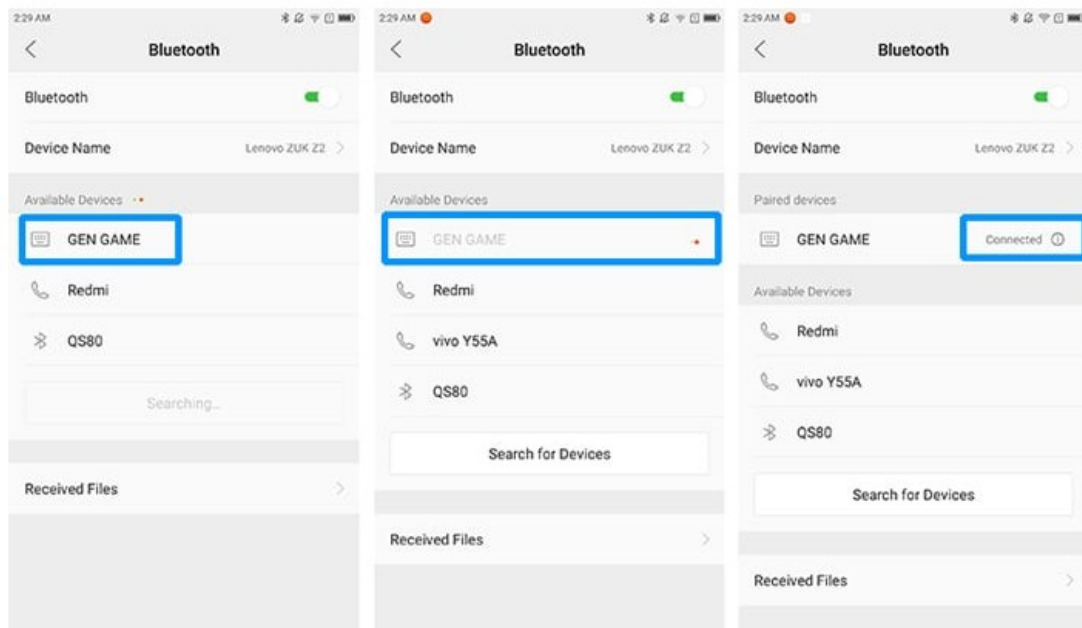 2:29 AM
Bluetooth
Bluetooth
Device Name Lenovo ZUK Z2
Available Devices
GEN GAME
Redmi
QS80
Searching...
Received Files
2:29 AM
Bluetooth
Bluetooth
Device Name Lenovo ZUK Z2
Available Devices
GEN GAME
Redmi
vivo Y55A
QS80
Search for Devices
Received Files
2:29 AM
Bluetooth
Bluetooth
Device Name Lenovo ZUK Z2
Paired devices
GEN GAME Connected
Available Devices
Redmi
vivo Y55A
QS80
Search for Devices
Received Files